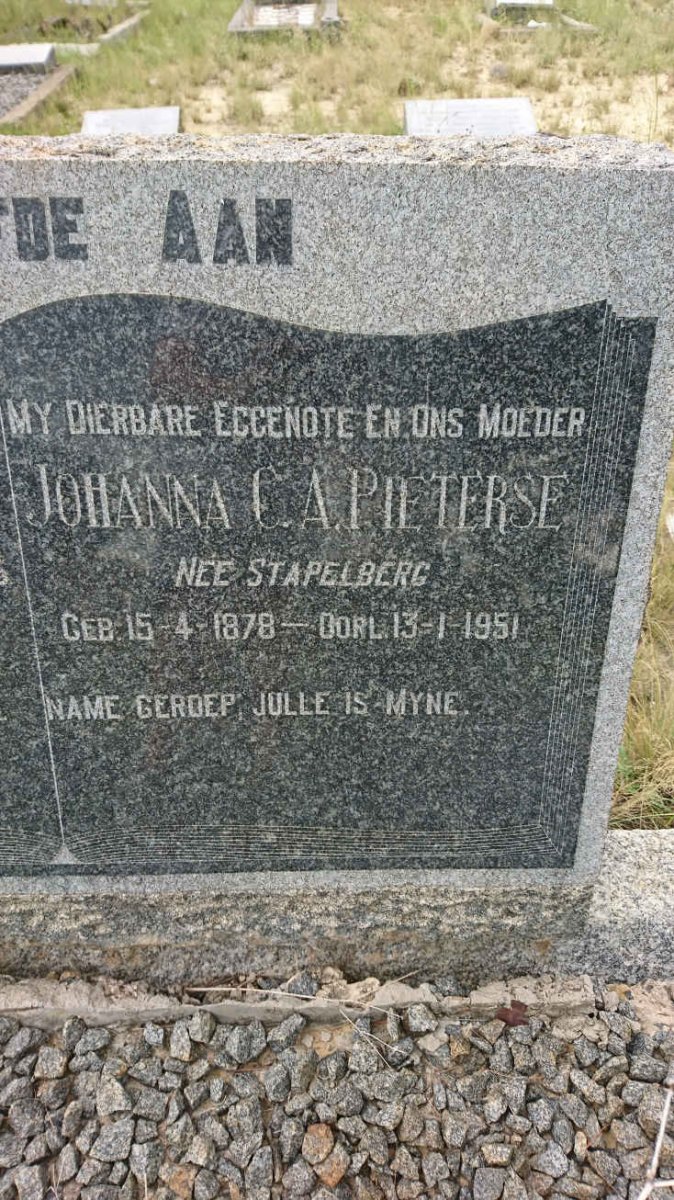 FDE AAN
MY DIERBARE EGGENOTE EN ONS MOEDER
JOHANNA C. A. PIETERSE
NEE STAPELBERG
GEB. 15-4-1878 — OORL. 13-1-1951
NAME GEROEP, JULLE IS MYNE.